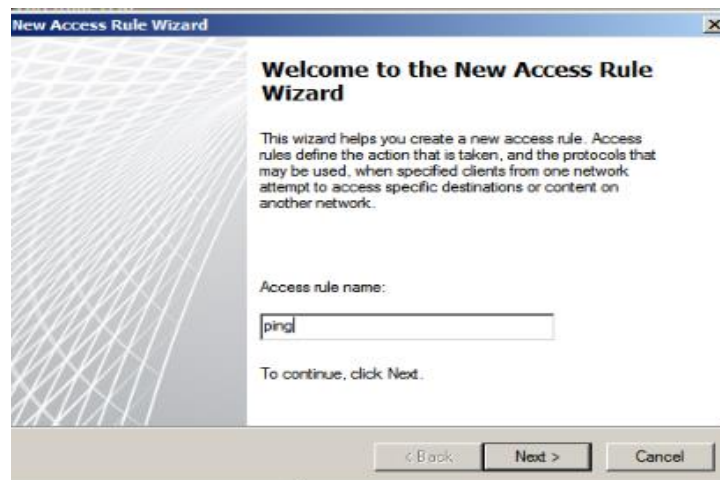 New Access Rule Wizard
Welcome to the New Access Rule
Wizard
This wizard helps you create a new access rule. Access
rules define the action that is taken, and the protocols that
may be used, when specified clients from one network
attempt to access specific destinations or content on
another network.
Access rule name:
ping
To continue, click Next.
< Back
Next >
Cancel